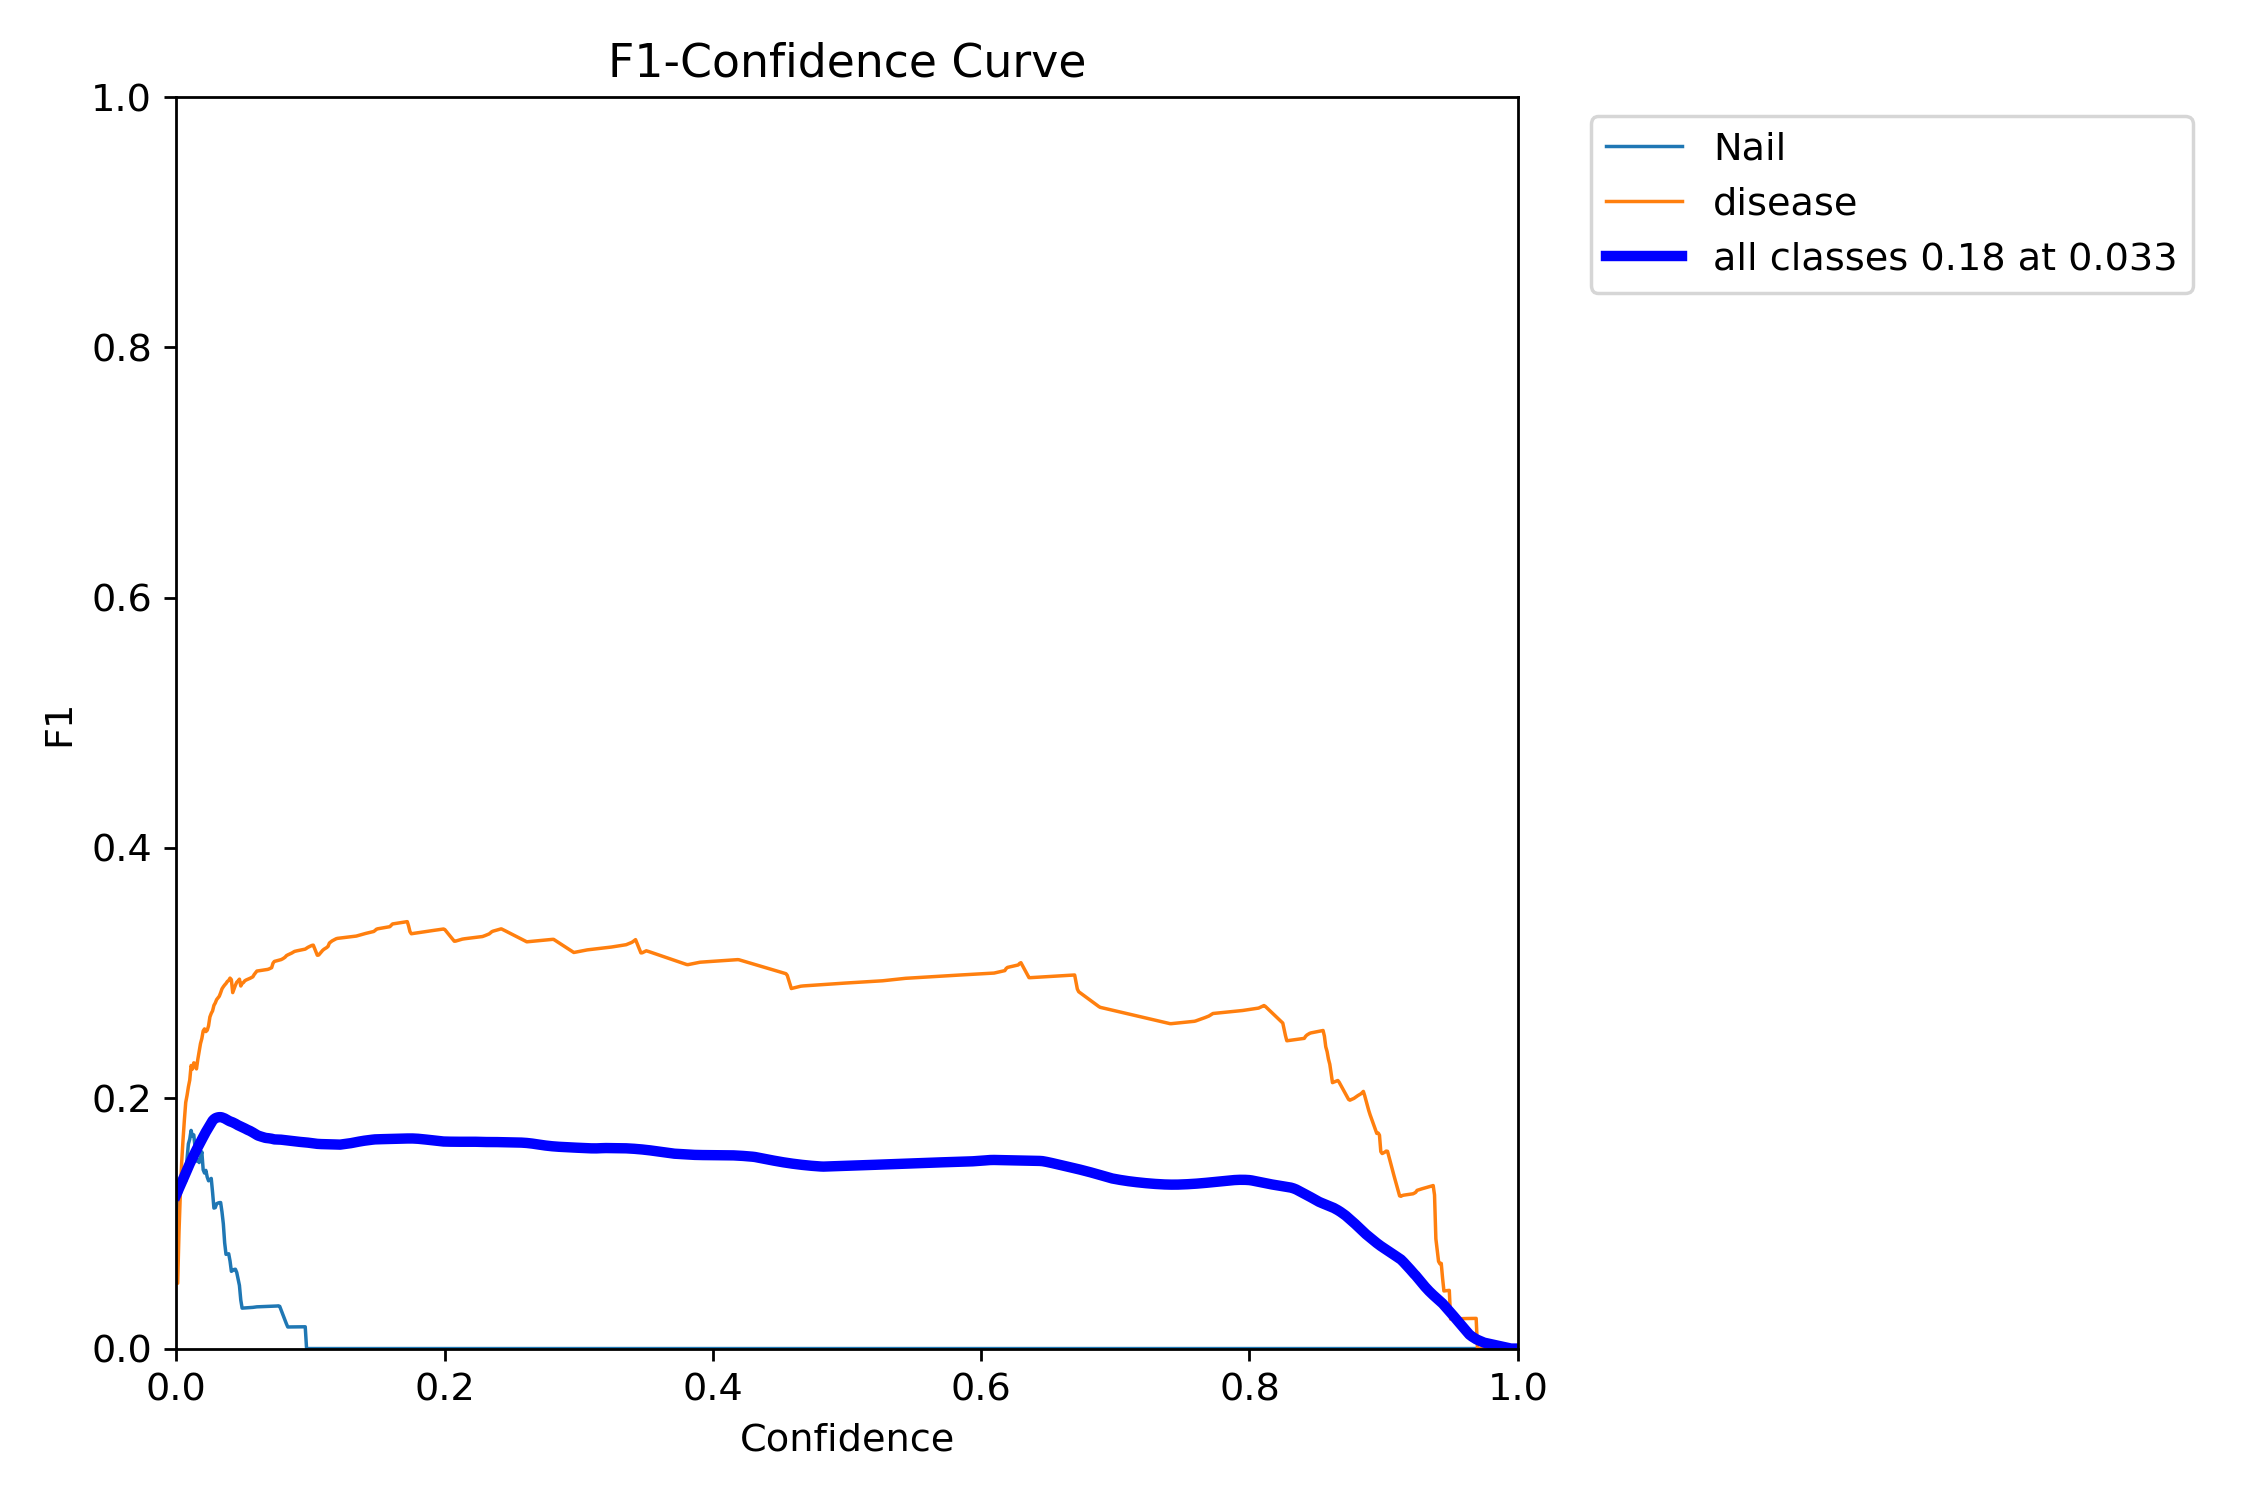 F1-Confidence Curve
1.0
0.8
0.6
0.4
0.2
0.0
F1
0.0 0.2 0.4 0.6 0.8 1.0
Confidence
Nail
disease
all classes 0.18 at 0.033